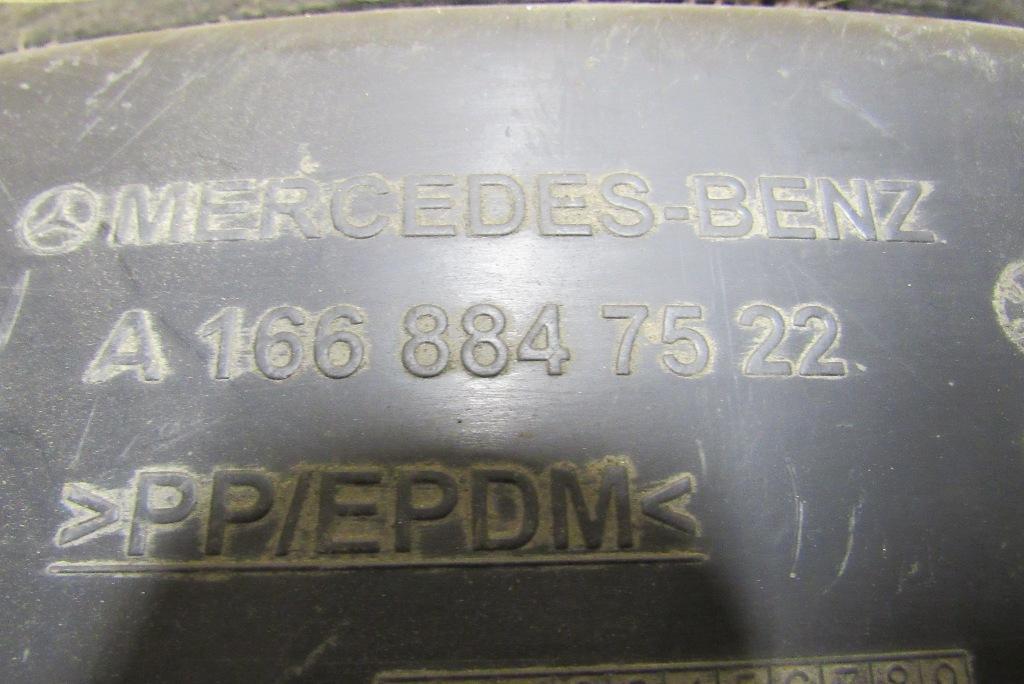 MERCEDES-BENZ
A 166 884 75 22
>PP/EPDM<